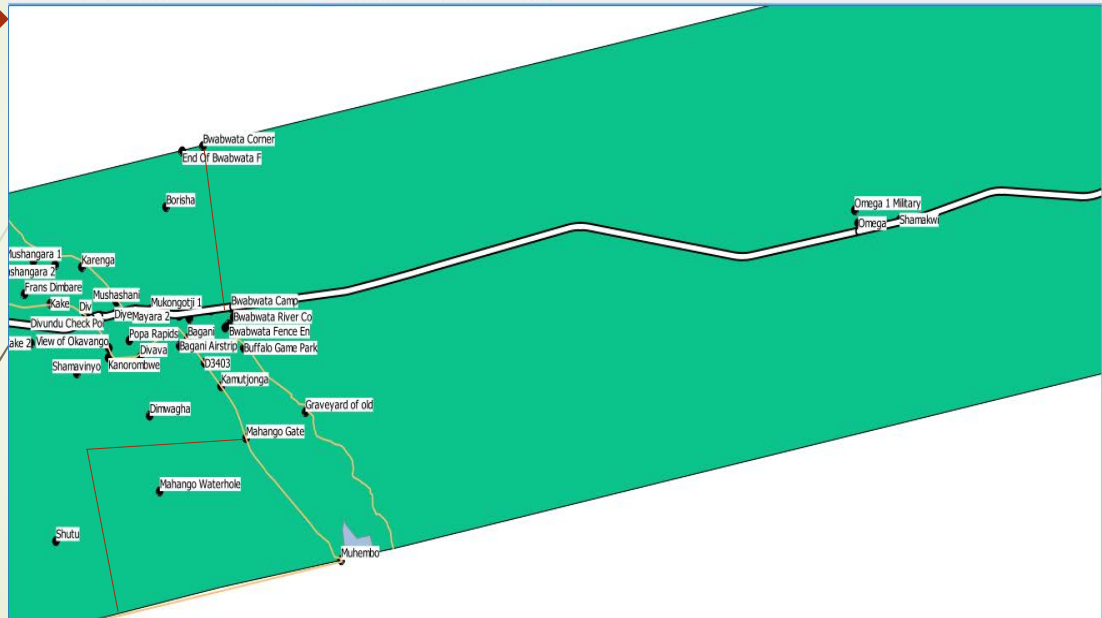 Bwabwata Corner
End Of Bwabwata F
Borisha
Omega 1 Military
Omega
Shamakwi
Mushangara 1
shangara 2
Karenga
Frans Dimbare
Kake
Mushashani
Div
Diye
Mayara 2
Mukongotji 1
Bwabwata Camp
Divundu Check Poi
Bwabwata River Co
Bwabwata Fence En
ake 2
View of Okavango
Popa Rapids
Bagani
Bagani Airstrip
Buffalo Game Park
Divava
Kanorombwe
D3403
Shamavinyo
Kamutjonga
Dimwagha
Graveyard of old
Mahango Gate
Mahango Waterhole
Shutu
Muhembo